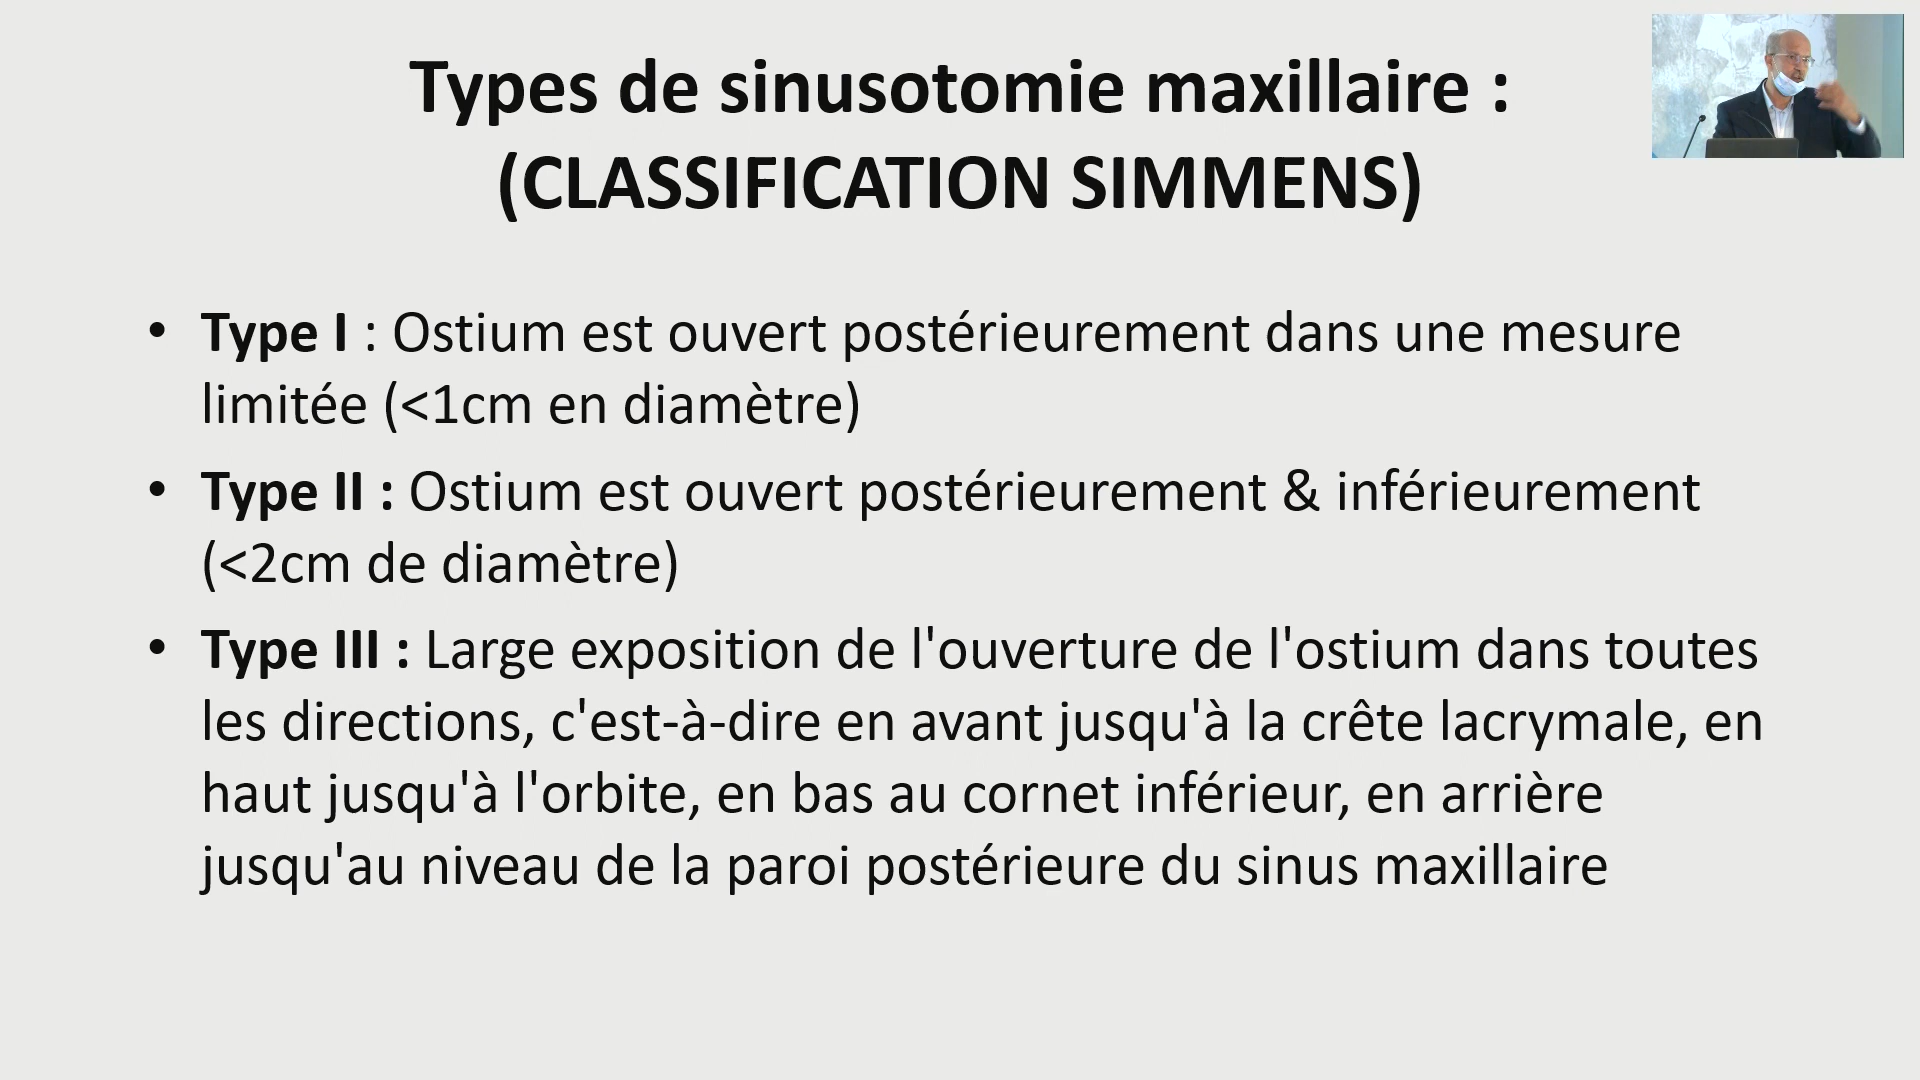 Types de sinusotomie maxillaire :
(CLASSIFICATION SIMMENS)
• Type I : Ostium est ouvert postérieurement dans une mesure
limitée (<1cm en diamètre)
• Type II : Ostium est ouvert postérieurement & inférieurement
(<2cm de diamètre)
• Type III : Large exposition de l'ouverture de l'ostium dans toutes
les directions, c'est-à-dire en avant jusqu'à la crête lacrymale, en
haut jusqu'à l'orbite, en bas au cornet inférieur, en arrière
jusqu'au niveau de la paroi postérieure du sinus maxillaire